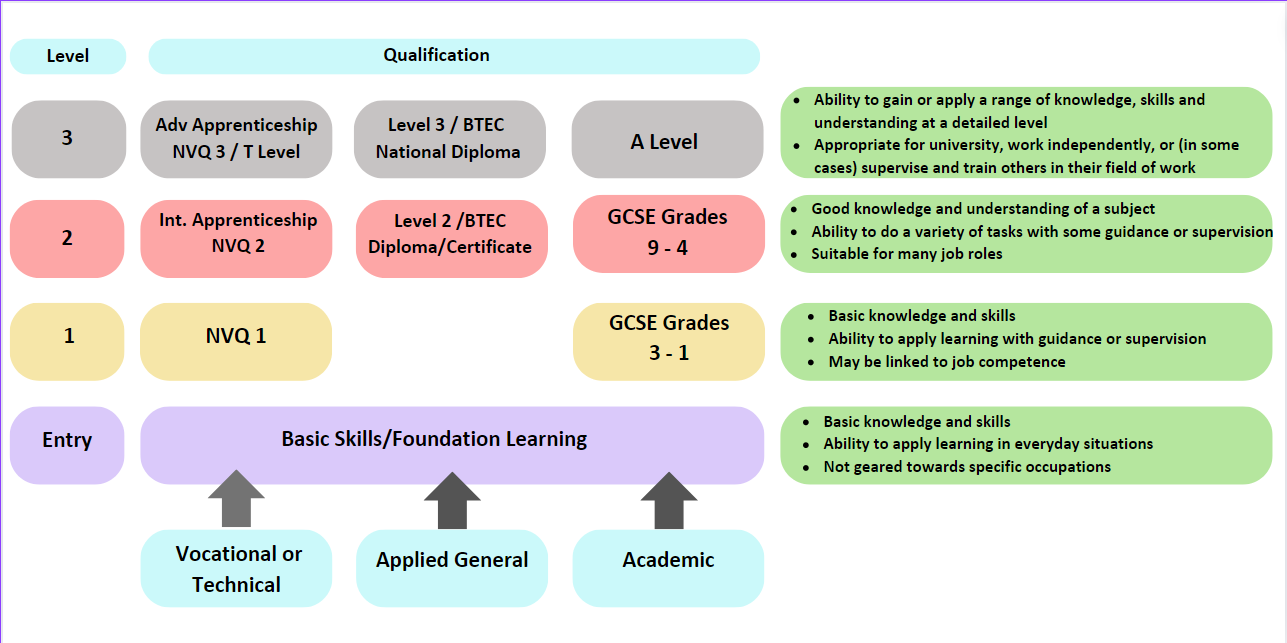 Level
Qualification
3
Adv Apprenticeship
NVQ 3 / T Level
Level 3 / BTEC
National Diploma
A Level
• Ability to gain or apply a range of knowledge, skills and
understanding at a detailed level
• Appropriate for university, work independently, or (in some
cases) supervise and train others in their field of work
2
Int. Apprenticeship
NVQ 2
Level 2 /BTEC
Diploma/Certificate
GCSE Grades
9 - 4
• Good knowledge and understanding of a subject
• Ability to do a variety of tasks with some guidance or supervision
• Suitable for many job roles
1
NVQ 1
GCSE Grades
3 - 1
• Basic knowledge and skills
• Ability to apply learning with guidance or supervision
• May be linked to job competence
Entry
Basic Skills/Foundation Learning
• Basic knowledge and skills
• Ability to apply learning in everyday situations
• Not geared towards specific occupations
Vocational or
Technical
Applied General
Academic